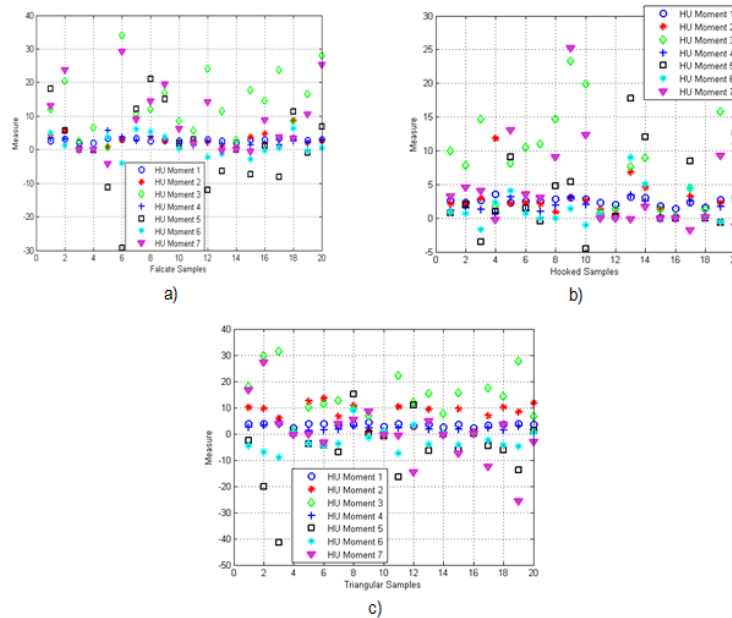 40
30
20
10
0
-10
-20
-30
Measure
HU Moment 1
HU Moment 2
HU Moment 3
HU Moment 4
HU Moment 5
HU Moment 6
HU Moment 7
0 2 4 6 8 10 12 14 16 18 20
Falcate Samples
a)
30
25
20
15
10
5
0
-5
Measure
HU Moment 1
HU Moment 2
HU Moment 3
HU Moment 4
HU Moment 5
HU Moment 6
HU Moment 7
0 2 4 6 8 10 12 14 16 18
Hooked Samples
b)
40
30
20
10
0
-10
-20
-30
-40
-50
Measure
HU Moment 1
HU Moment 2
HU Moment 3
HU Moment 4
HU Moment 5
HU Moment 6
HU Moment 7
0 2 4 6 8 10 12 14 16 18 20
Triangular Samples
c)